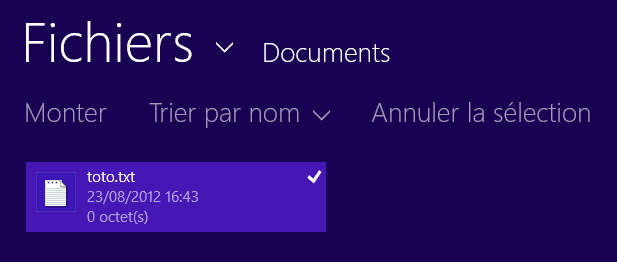 Fichiers Documents
Monter Trier par nom Annuler la sélection
toto.txt
23/08/2012 16:43
0 octet(s)